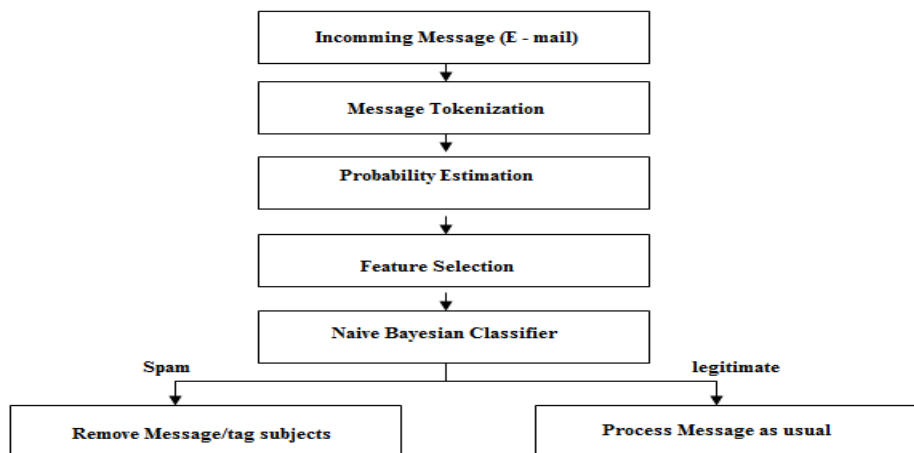 Incomming Message (E - mail)
Message Tokenization
Probability Estimation
Feature Selection
Naive Bayesian Classifier
Spam
legitimate
Remove Message/tag subjects
Process Message as usual